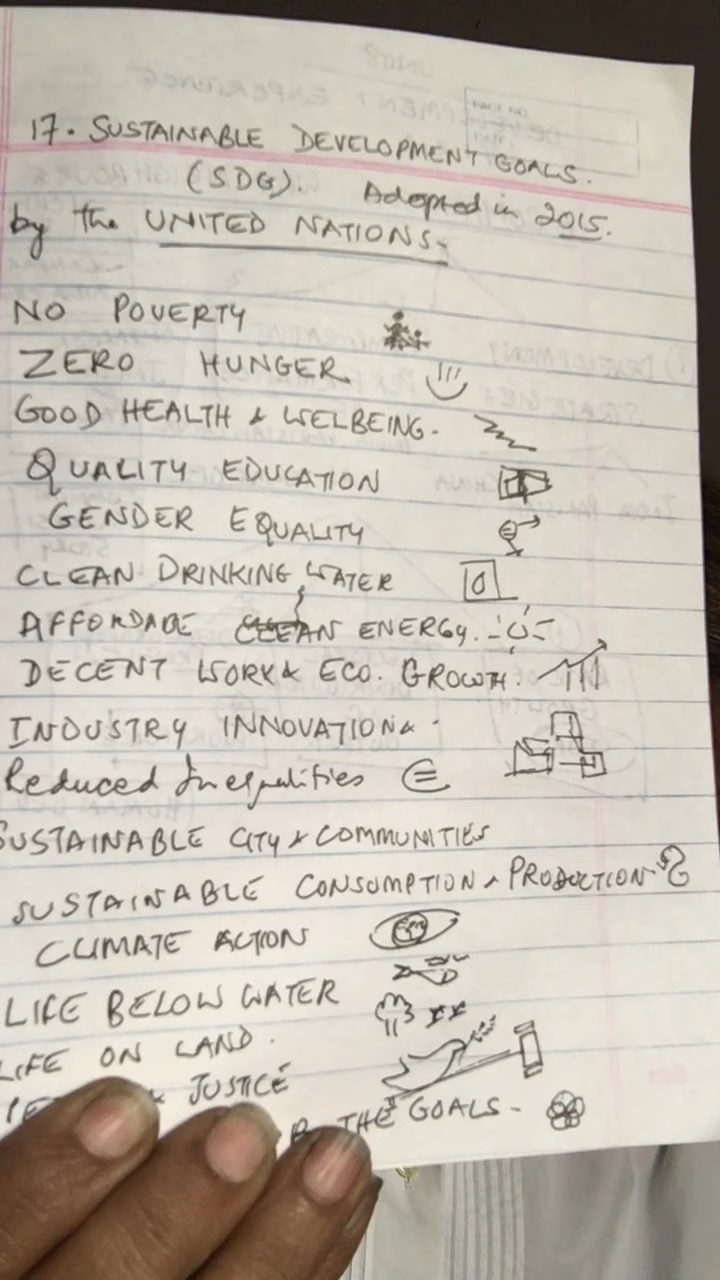 17. SUSTAINABLE DEVELOPMENT GOALS.
(SDG). Adopted in 2015.
by the UNITED NATIONS.
NO POVERTY
ZERO HUNGER
GOOD HEALTH & WELBEING.
QUALITY EDUCATION
GENDER EQUALITY
CLEAN DRINKING WATER
AFFORDABE CLEAN ENERGY.
DECENT WORK & ECO. GROWTH.
INDUSTRY INNOVATION &
Reduced Inequalities
SUSTAINABLE CITY & COMMUNITIES
SUSTAINABLE CONSUMPTION & PRODUCTION
CLIMATE ACTION
LIFE BELOW WATER
LIFE ON LAND.
& JUSTICE
THE GOALS.